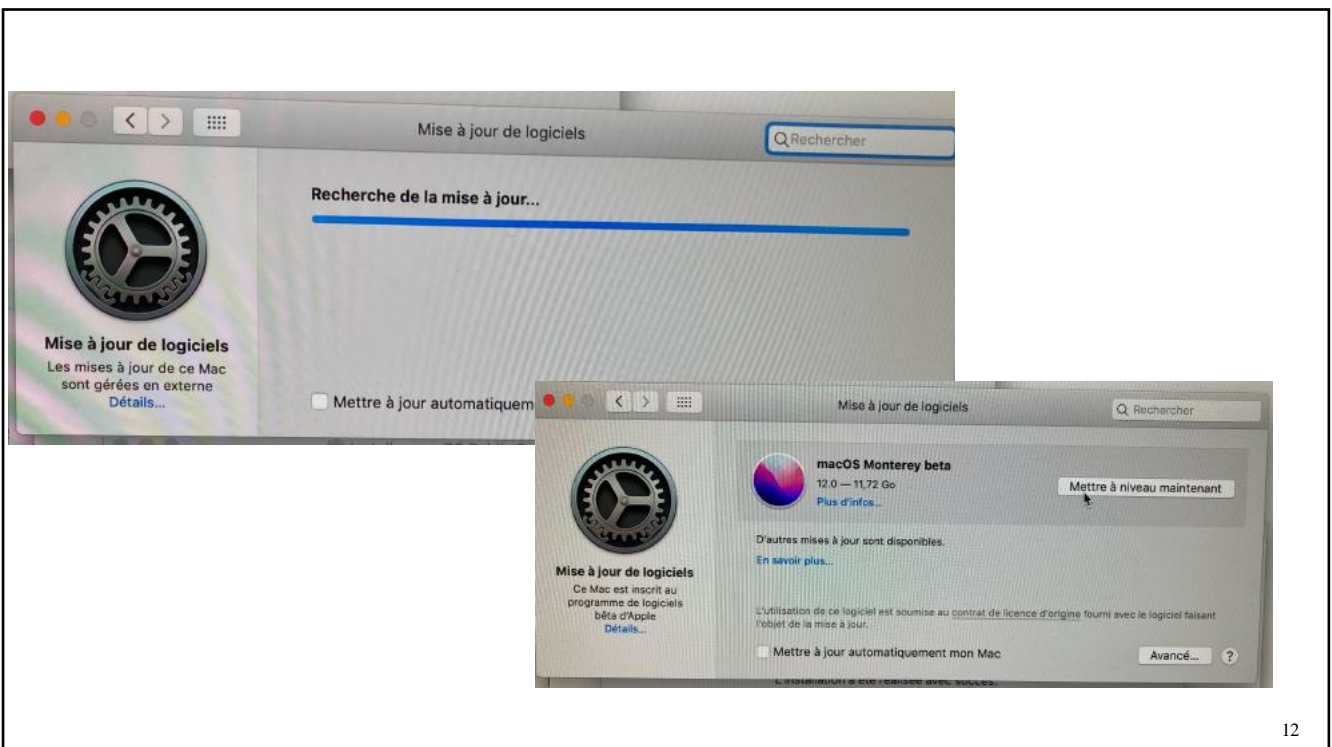 Mise à jour de logiciels
Rechercher
Recherche de la mise à jour...
Mise à jour de logiciels
Les mises à jour de ce Mac
sont gérées en externe
Détails...
Mettre à jour automatiquem
Mise à jour de logiciels
Rechercher
macOS Monterey beta
12.0 — 11,72 Go
Plus d'infos...
Mettre à niveau maintenant
D'autres mises à jour sont disponibles.
En savoir plus...
Mise à jour de logiciels
Ce Mac est inscrit au
programme de logiciels
bêta d'Apple
Détails...
L'utilisation de ce logiciel est soumise au contrat de licence d'origine fourni avec le logiciel faisant
l'objet de la mise à jour.
Mettre à jour automatiquement mon Mac
Avancé...
?
L'installation a été réalisée avec succès.
12